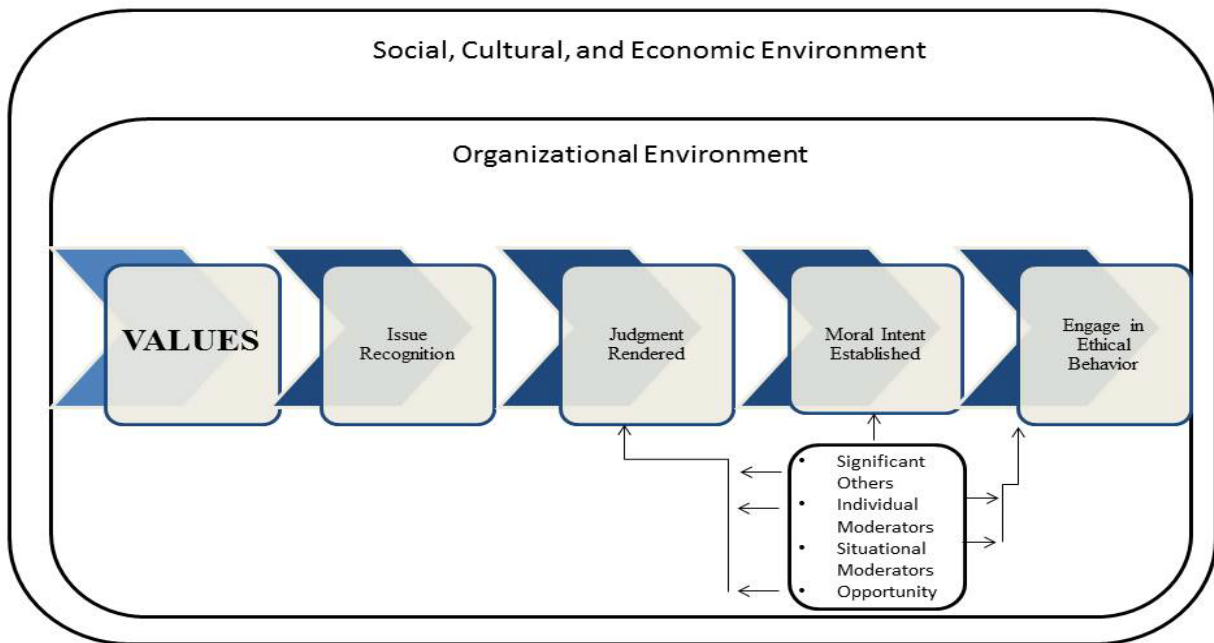 Social, Cultural, and Economic Environment
Organizational Environment
VALUES
Issue
Recognition
Judgment
Rendered
Moral Intent
Established
Engage in
Ethical
Behavior
• Significant
Others
• Individual
Moderators
• Situational
Moderators
• Opportunity